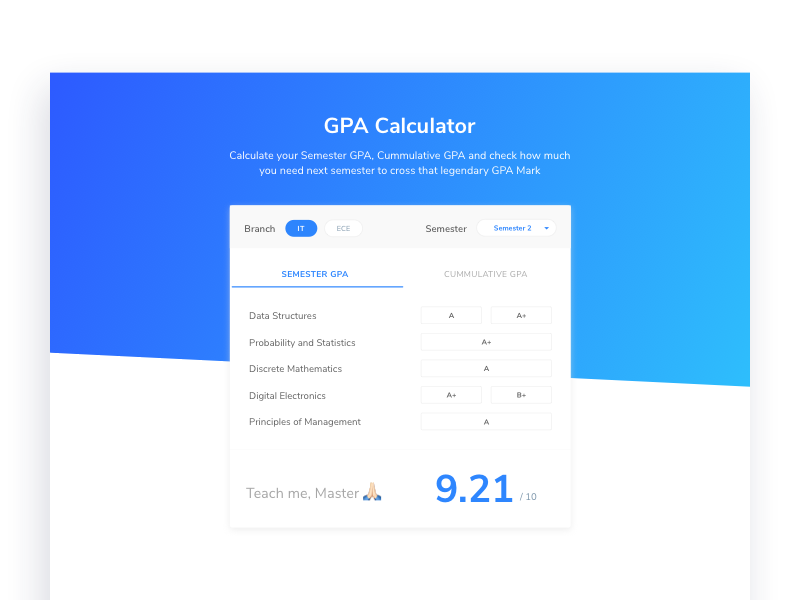 GPA Calculator
Calculate your Semester GPA, Cummulative GPA and check how much
you need next semester to cross that legendary GPA Mark
Branch IT ECE Semester Semester 2
SEMESTER GPA CUMMULATIVE GPA
Data Structures A A+
Probability and Statistics A+
Discrete Mathematics A
Digital Electronics A+ B+
Principles of Management A
Teach me, Master 🙏🏻 9.21 / 10